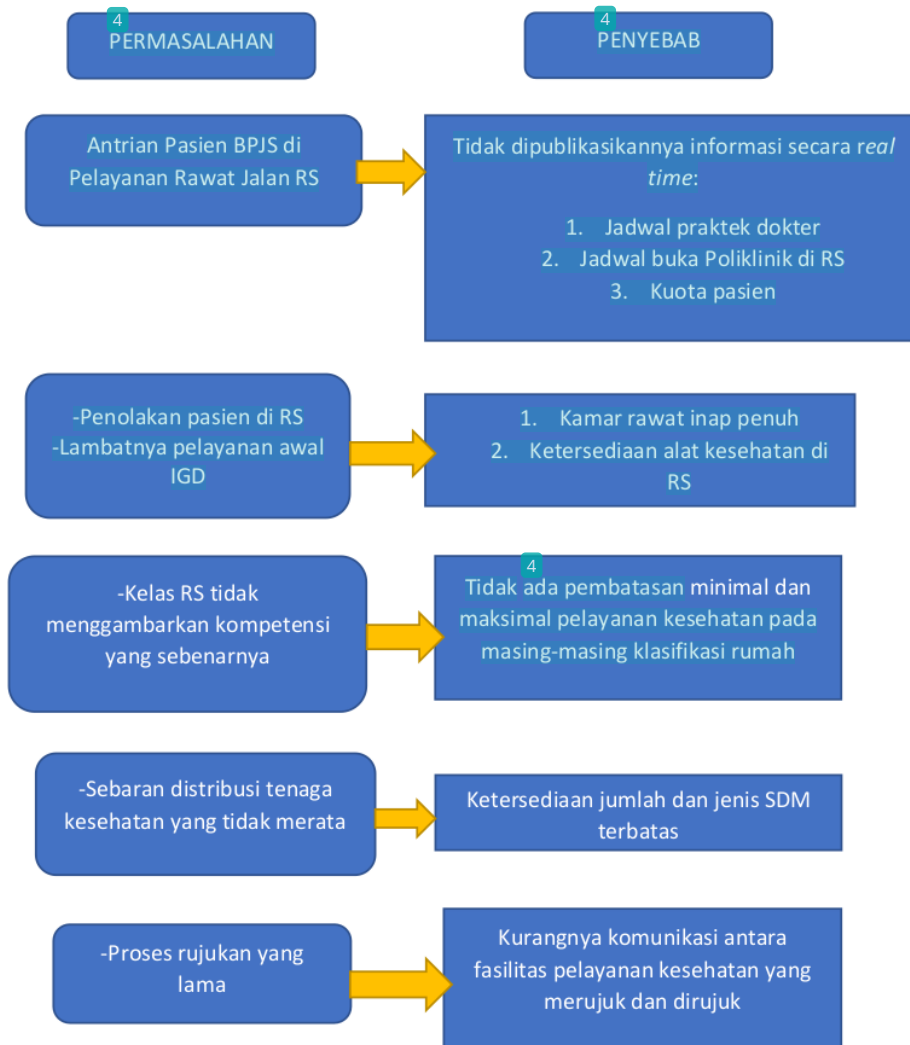 4
PERMASALAHAN
4
PENYEBAB
Antrian Pasien BPJS di
Pelayanan Rawat Jalan RS
Tidak dipublikasikannya informasi secara real
time:
1. Jadwal praktek dokter
2. Jadwal buka Poliklinik di RS
3. Kuota pasien
-Penolakan pasien di RS
-Lambatnya pelayanan awal
IGD
1. Kamar rawat inap penuh
2. Ketersediaan alat kesehatan di
RS
-Kelas RS tidak
menggambarkan kompetensi
yang sebenarnya
4
Tidak ada pembatasan minimal dan
maksimal pelayanan kesehatan pada
masing-masing klasifikasi rumah
-Sebaran distribusi tenaga
kesehatan yang tidak merata
Ketersediaan jumlah dan jenis SDM
terbatas
-Proses rujukan yang
lama
Kurangnya komunikasi antara
fasilitas pelayanan kesehatan yang
merujuk dan dirujuk